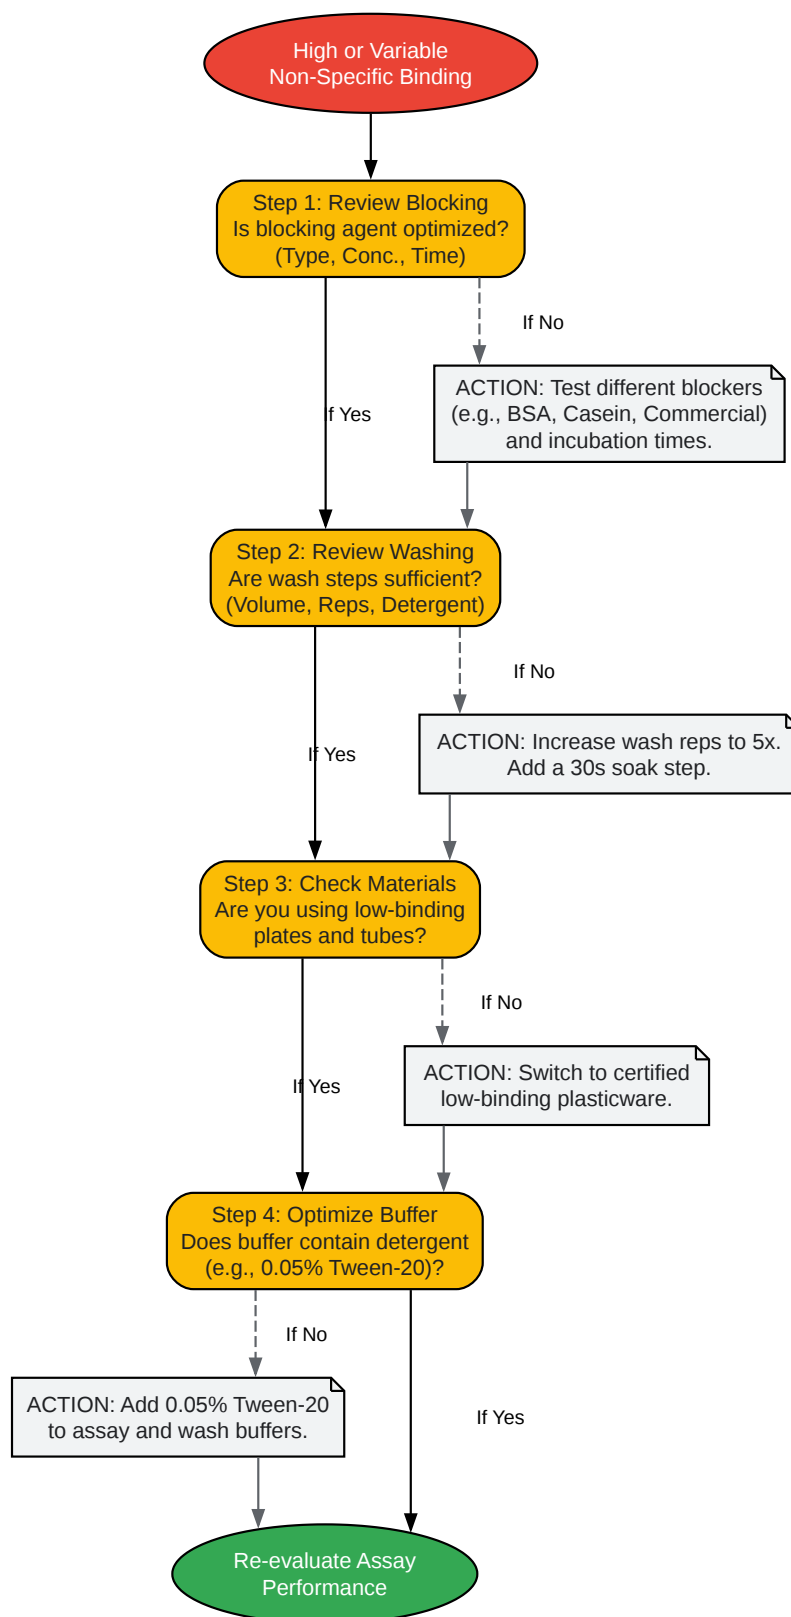 High or Variable
Non-Specific Binding
Step 1: Review Blocking
Is blocking agent optimized?
(Type, Conc., Time)
If No
ACTION: Test different blockers
(e.g., BSA, Casein, Commercial)
and incubation times.
If Yes
Step 2: Review Washing
Are wash steps sufficient?
(Volume, Reps, Detergent)
If No
ACTION: Increase wash reps to 5x.
Add a 30s soak step.
If Yes
Step 3: Check Materials
Are you using low-binding
plates and tubes?
If No
ACTION: Switch to certified
low-binding plasticware.
If Yes
Step 4: Optimize Buffer
Does buffer contain detergent
(e.g., 0.05% Tween-20)?
If No
ACTION: Add 0.05% Tween-20
to assay and wash buffers.
If Yes
Re-evaluate Assay
Performance